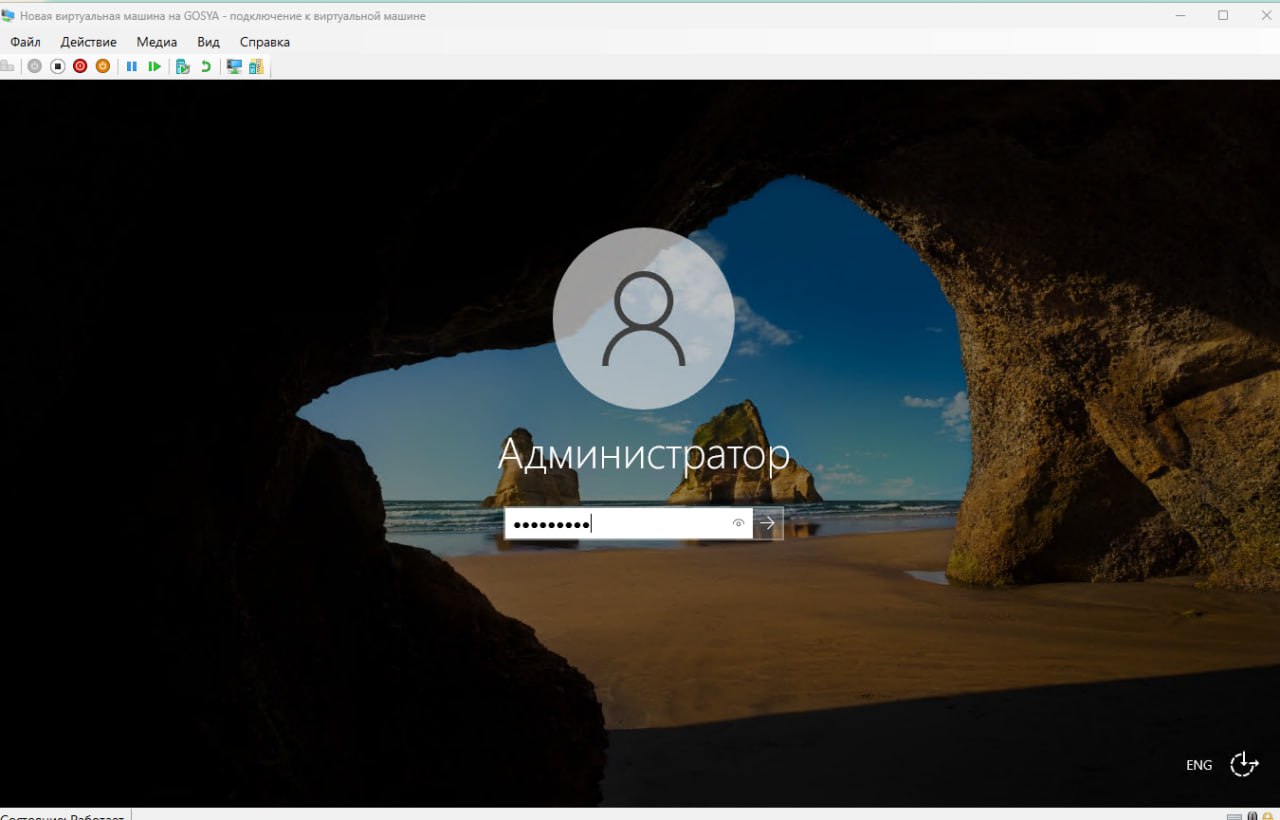 Новая виртуальная машина на GOSYA - подключение к виртуальной машине
Файл Действие Медиа Вид Справка
Администратор
ENG
Состояние: Работает